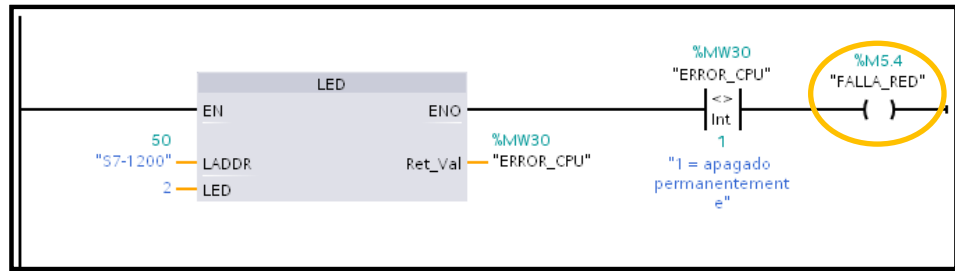 %MW30
"ERROR_CPU"
%M5.4
"FALLA_RED"
LED
EN
ENO
<>
Int
50
"S7-1200"
LADDR
2
LED
Ret_Val
%MW30
"ERROR_CPU"
1
"1 = apagado
permanentement
e"